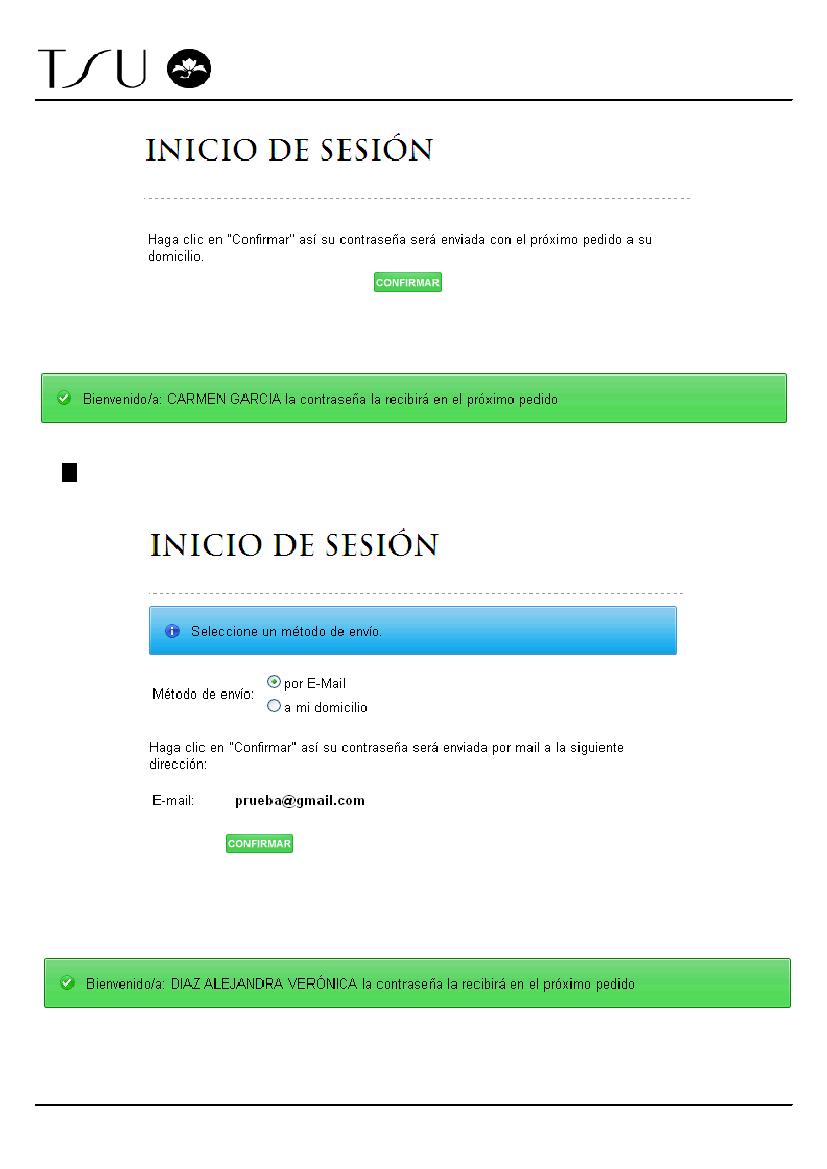 TSU
INICIO DE SESIÓN
Haga clic en "Confirmar" así su contraseña será enviada con el próximo pedido a su
domicilio.
CONFIRMAR
Bienvenido/a: CARMEN GARCIA la contraseña la recibirá en el próximo pedido
INICIO DE SESIÓN
Seleccione un método de envío.
Método de envío:
por E-Mail
a mi domicilio
Haga clic en "Confirmar" así su contraseña será enviada por mail a la siguiente
dirección:
E-mail: prueba@gmail.com
CONFIRMAR
Bienvenido/a: DIAZ ALEJANDRA VERÓNICA la contraseña la recibirá en el próximo pedido